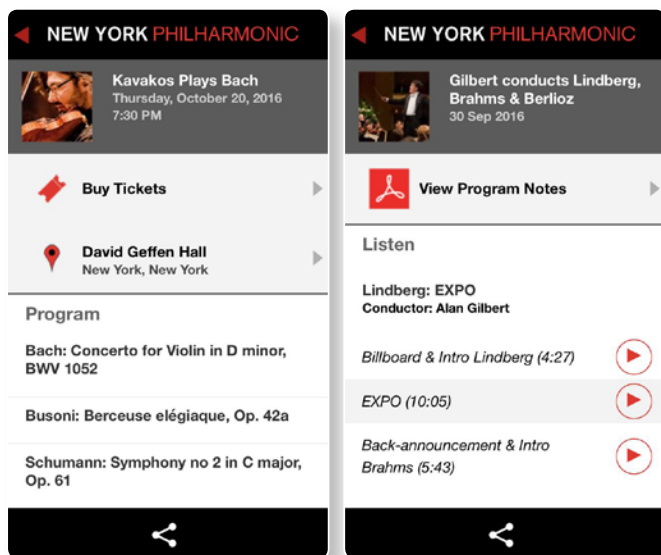 NEW YORK PHILHARMONIC
Kavakos Plays Bach
Thursday, October 20, 2016
7:30 PM
Buy Tickets
David Geffen Hall
New York, New York
Program
Bach: Concerto for Violin in D minor,
BWV 1052
Busoni: Berceuse elégiaque, Op. 42a
Schumann: Symphony no 2 in C major,
Op. 61
NEW YORK PHILHARMONIC
Gilbert conducts Lindberg,
Brahms & Berlioz
30 Sep 2016
View Program Notes
Listen
Lindberg: EXPO
Conductor: Alan Gilbert
Billboard & Intro Lindberg (4:27)
EXPO (10:05)
Back-announcement & Intro
Brahms (5:43)